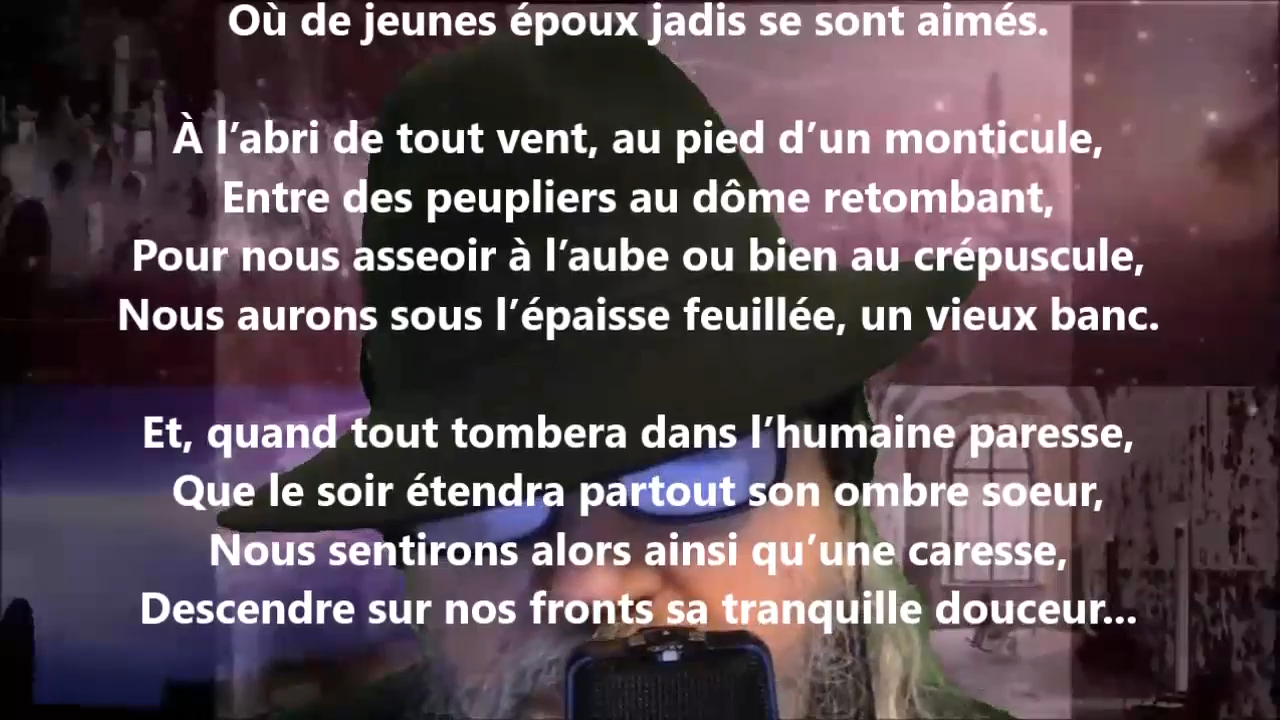 Où de jeunes époux jadis se sont aimés.
À l’abri de tout vent, au pied d’un monticule,
Entre des peupliers au dôme retombant,
Pour nous asseoir à l’aube ou bien au crépuscule,
Nous aurons sous l’épaisse feuillée, un vieux banc.
Et, quand tout tombera dans l’humaine paresse,
Que le soir étendra partout son ombre soeur,
Nous sentirons alors ainsi qu’une caresse,
Descendre sur nos fronts sa tranquille douceur...